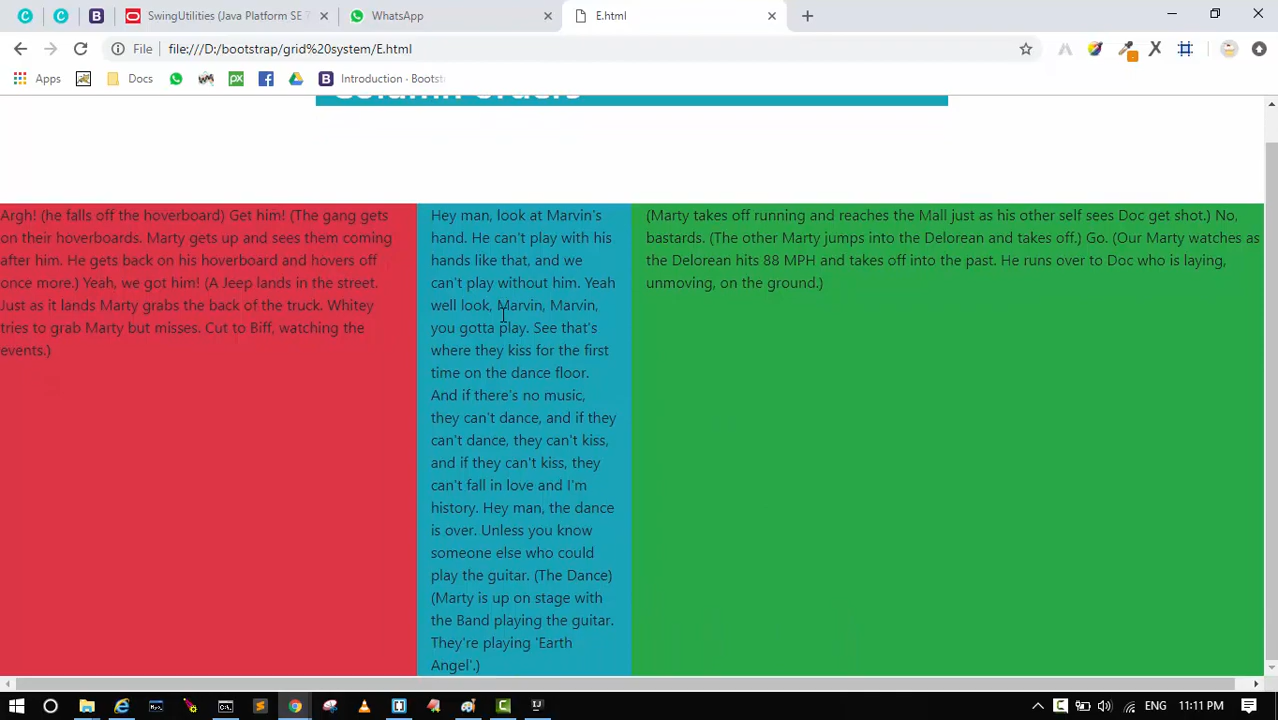 SwingUtilities (Java Platform SE 7
WhatsApp
E.html
File
file:///D:/bootstrap/grid%20system/E.html
Apps
Docs
px
Introduction · Bootst
Column orders
Argh! (he falls off the hoverboard) Get him! (The gang gets
on their hoverboards. Marty gets up and sees them coming
after him. He gets back on his hoverboard and hovers off
once more.) Yeah, we got him! (A Jeep lands in the street.
Just as it lands Marty grabs the back of the truck. Whitey
tries to grab Marty but misses. Cut to Biff, watching the
events.)
Hey man, look at Marvin's
hand. He can't play with his
hands like that, and we
can't play without him. Yeah
well look, Marvin, Marvin,
you gotta play. See that's
where they kiss for the first
time on the dance floor.
And if there's no music,
they can't dance, and if they
can't dance, they can't kiss,
and if they can't kiss, they
can't fall in love and I'm
history. Hey man, the dance
is over. Unless you know
someone else who could
play the guitar. (The Dance)
(Marty is up on stage with
the Band playing the guitar.
They're playing 'Earth
Angel'.)
(Marty takes off running and reaches the Mall just as his other self sees Doc get shot.) No,
bastards. (The other Marty jumps into the Delorean and takes off.) Go. (Our Marty watches as
the Delorean hits 88 MPH and takes off into the past. He runs over to Doc who is laying,
unmoving, on the ground.)
ENG
11:11 PM